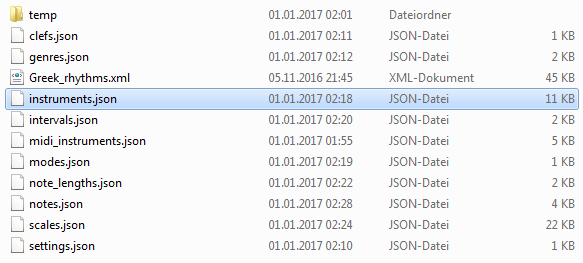 temp 01.01.2017 02:01 Dateiordner
clefs.json 01.01.2017 02:11 JSON-Datei 1 KB
genres.json 01.01.2017 02:12 JSON-Datei 2 KB
Greek_rhythms.xml 05.11.2016 21:45 XML-Dokument 45 KB
instruments.json 01.01.2017 02:18 JSON-Datei 11 KB
intervals.json 01.01.2017 02:20 JSON-Datei 2 KB
midi_instruments.json 01.01.2017 01:55 JSON-Datei 5 KB
modes.json 01.01.2017 02:19 JSON-Datei 1 KB
note_lengths.json 01.01.2017 02:22 JSON-Datei 2 KB
notes.json 01.01.2017 02:28 JSON-Datei 4 KB
scales.json 01.01.2017 02:24 JSON-Datei 22 KB
settings.json 01.01.2017 02:10 JSON-Datei 1 KB